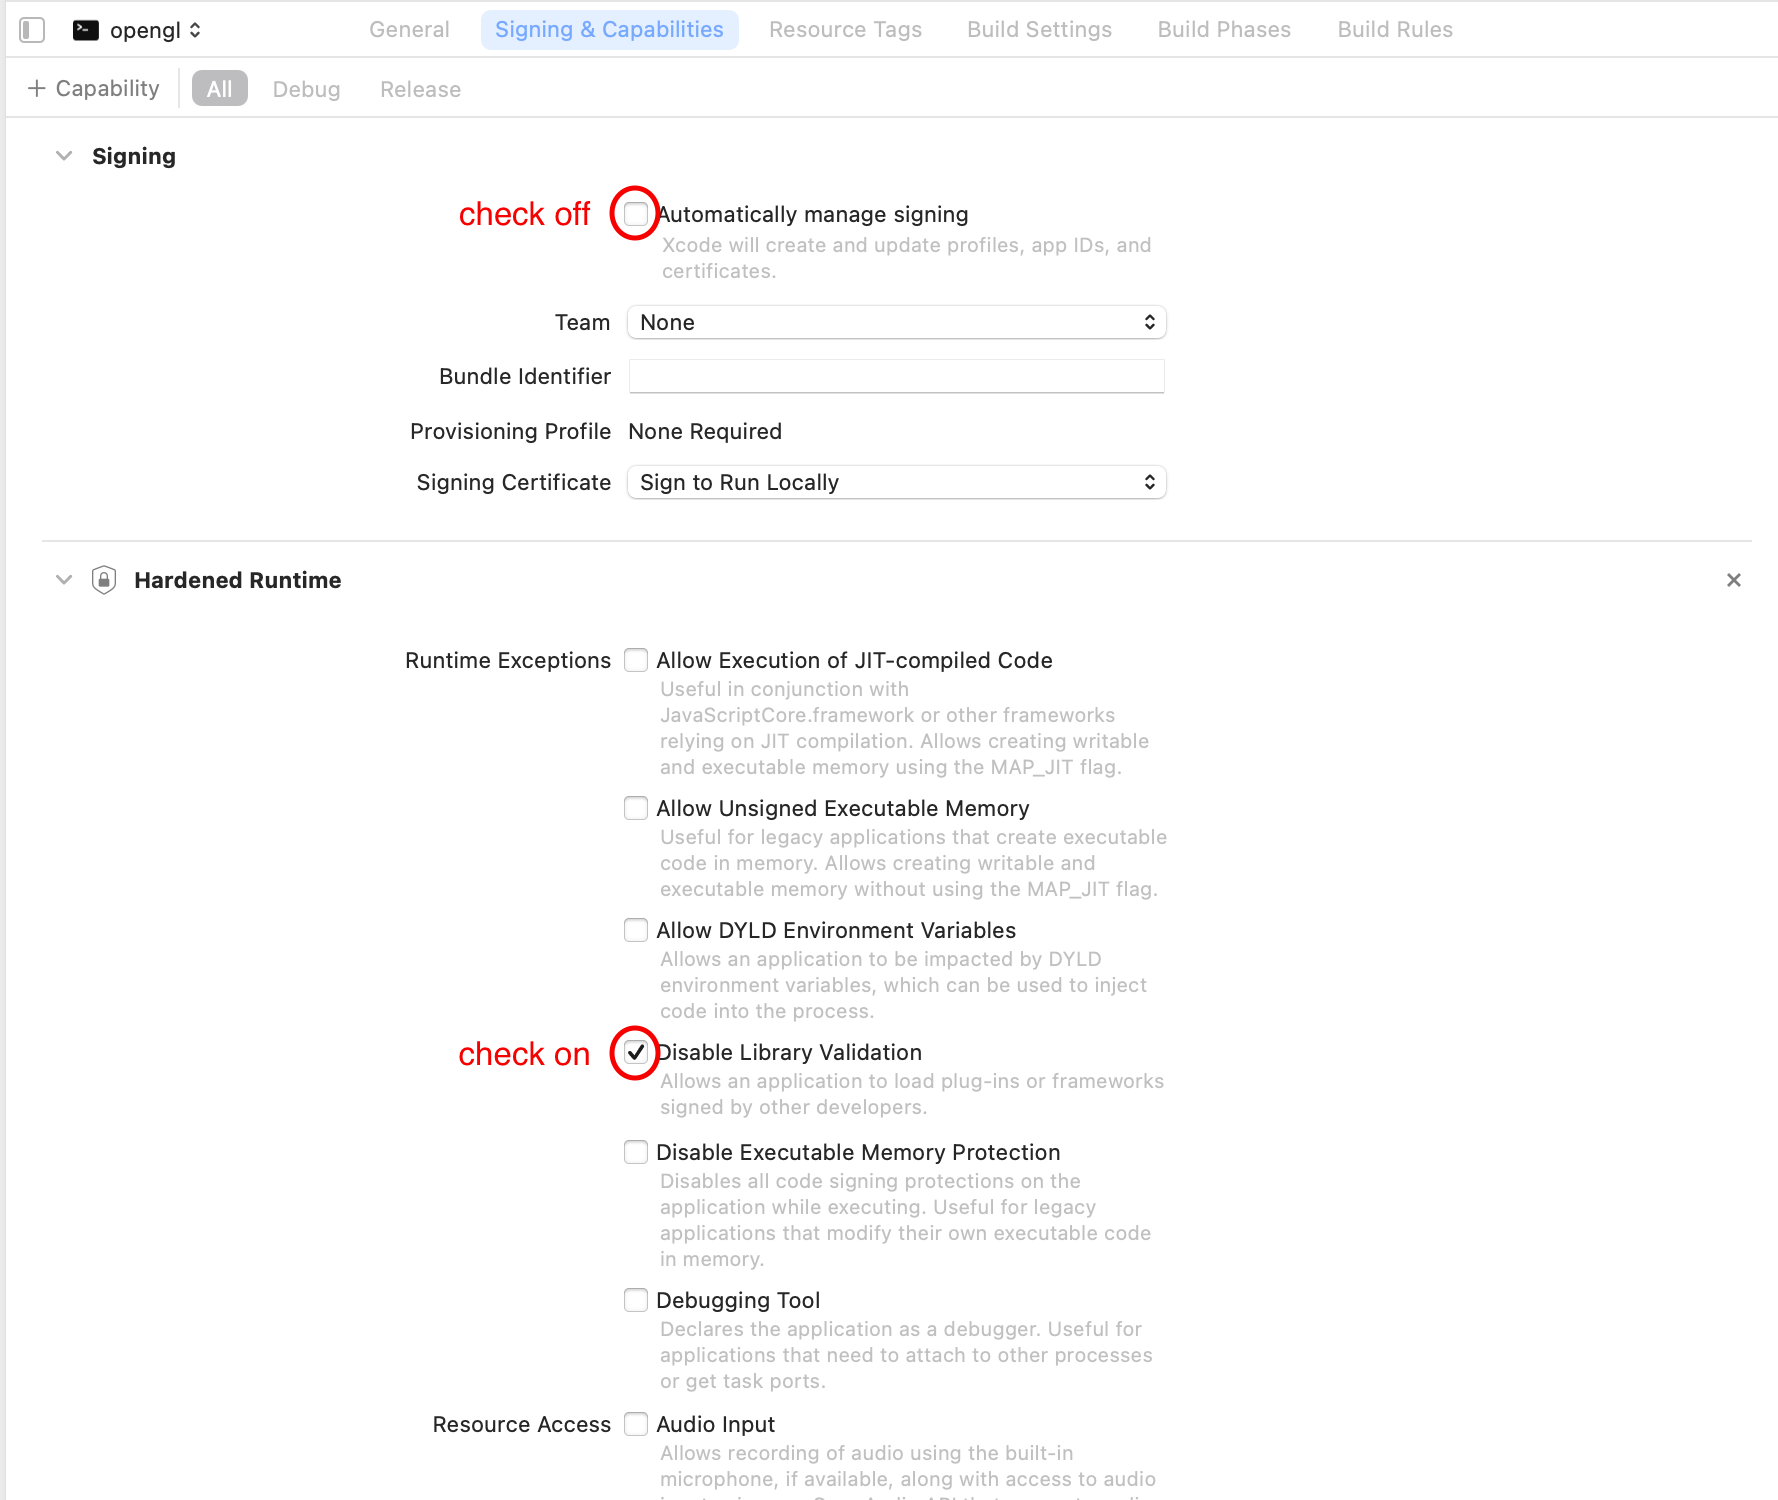 opengl
General
Signing & Capabilities
Resource Tags
Build Settings
Build Phases
Build Rules
+ Capability
All
Debug
Release
Signing
check off
Automatically manage signing
Xcode will create and update profiles, app IDs, and
certificates.
Team
None
Bundle Identifier
Provisioning Profile
None Required
Signing Certificate
Sign to Run Locally
Hardened Runtime
Runtime Exceptions
Allow Execution of JIT-compiled Code
Useful in conjunction with
JavaScriptCore.framework or other frameworks
relying on JIT compilation. Allows creating writable
and executable memory using the MAP_JIT flag.
Allow Unsigned Executable Memory
Useful for legacy applications that create executable
code in memory. Allows creating writable and
executable memory without using the MAP_JIT flag.
Allow DYLD Environment Variables
Allows an application to be impacted by DYLD
environment variables, which can be used to inject
code into the process.
check on
Disable Library Validation
Allows an application to load plug-ins or frameworks
signed by other developers.
Disable Executable Memory Protection
Disables all code signing protections on the
application while executing. Useful for legacy
applications that modify their own executable code
in memory.
Debugging Tool
Declares the application as a debugger. Useful for
applications that need to attach to other processes
or get task ports.
Resource Access
Audio Input
Allows recording of audio using the built-in
microphone, if available, along with access to audio